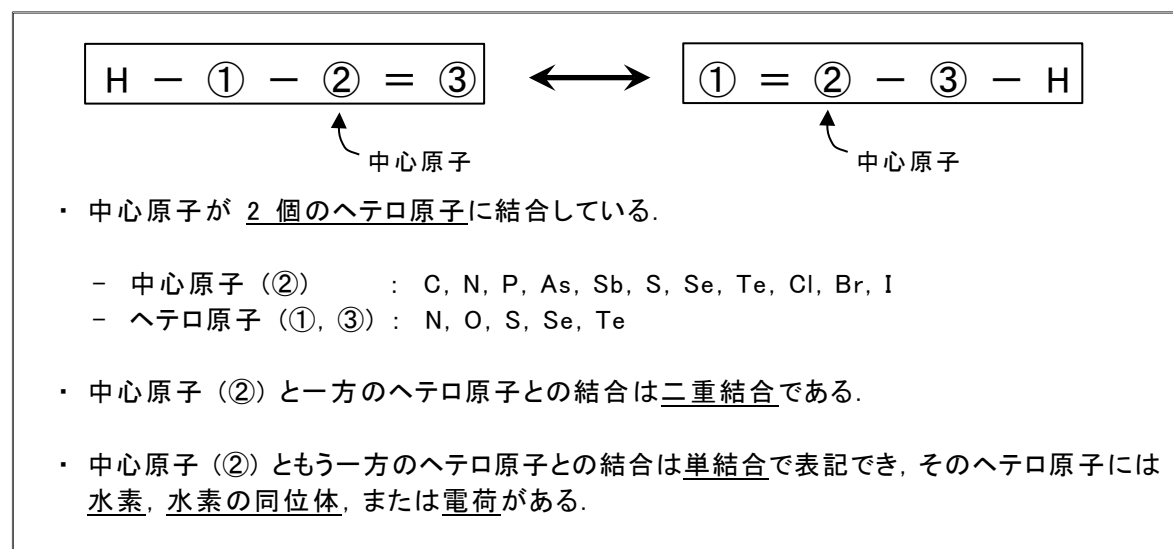 H － ① － ② ＝ ③ ⟷ ① ＝ ② － ③ － H
中心原子 中心原子
・ 中心原子が 2 個のヘテロ原子に結合している.
－ 中心原子 (②) : C, N, P, As, Sb, S, Se, Te, Cl, Br, I
－ ヘテロ原子 (①, ③) : N, O, S, Se, Te
・ 中心原子 (②) と一方のヘテロ原子との結合は二重結合である.
・ 中心原子 (②) ともう一方のヘテロ原子との結合は単結合で表記でき, そのヘテロ原子には
水素, 水素の同位体, または電荷がある.